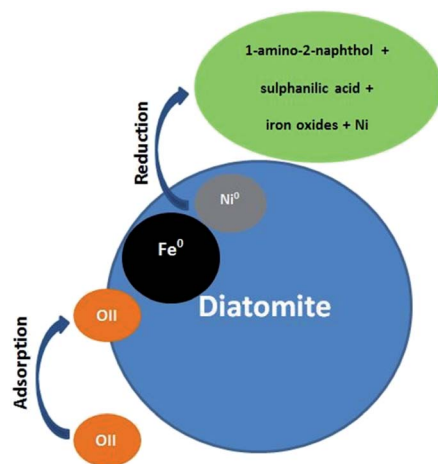 1-amino-2-naphthol +
sulphanilic acid +
iron oxides + Ni
Reduction
Ni⁰
Fe⁰
Diatomite
OII
Adsorption
OII